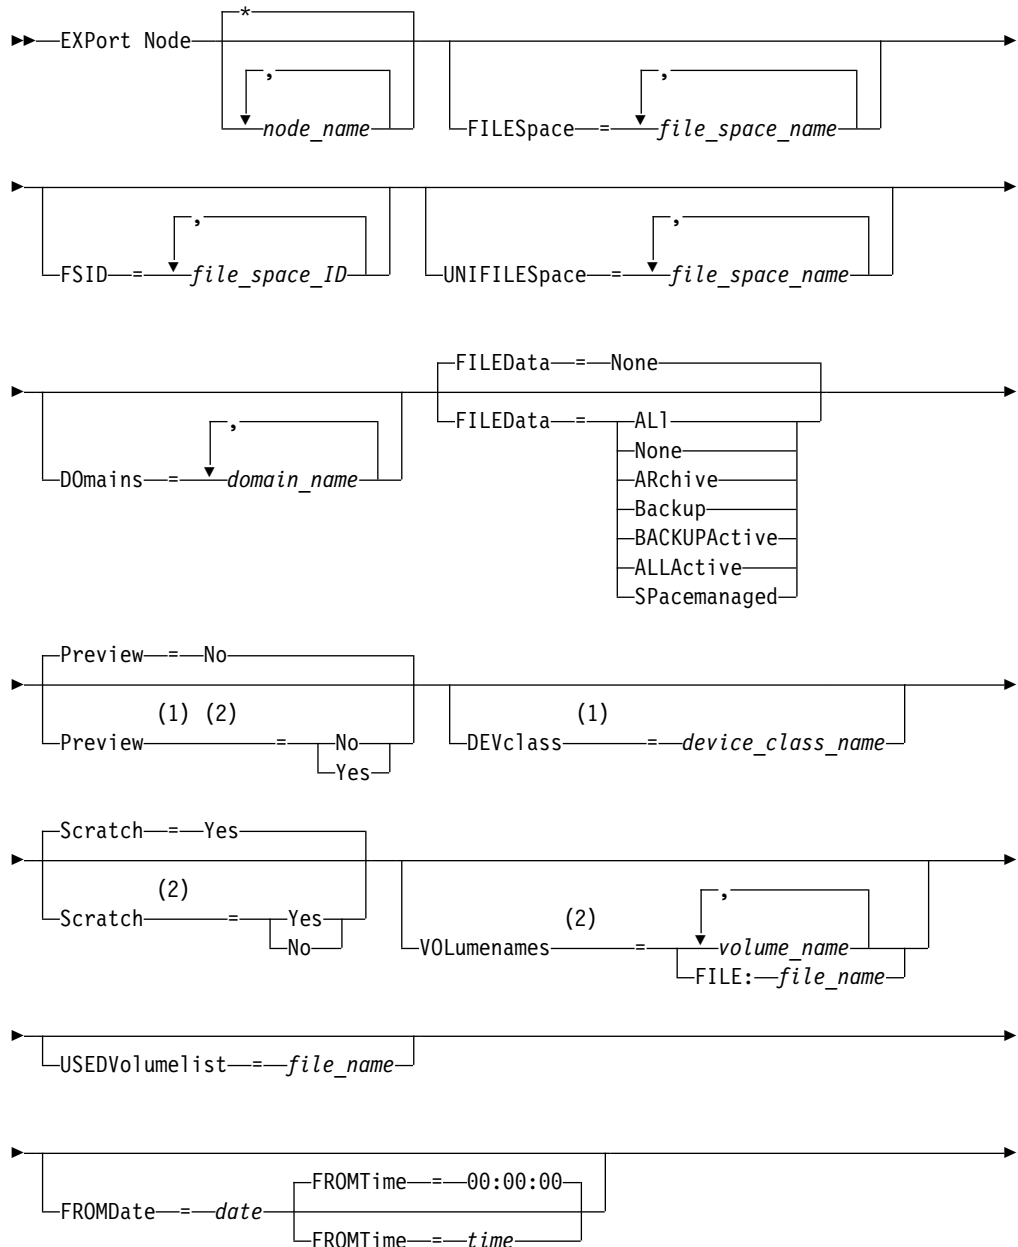 *
EXPort Node
, ,
node_name FILESpace = file_space_name
, ,
FSID = file_space_ID UNIFILESpace = file_space_name
FILEData = None
, FILEData = ALl
DOmains = domain_name None
ARchive
Backup
BACKUPActive
ALLActive
SPacemanaged
Preview = No
(1) (2) (1)
Preview = No DEVclass = device_class_name
Yes
Scratch = Yes
(2) ,
Scratch = Yes (2)
No VOLumenames = volume_name
FILE: file_name
USEDVolumelist = file_name
FROMTime = 00:00:00
FROMDate = date
FROMTime = time